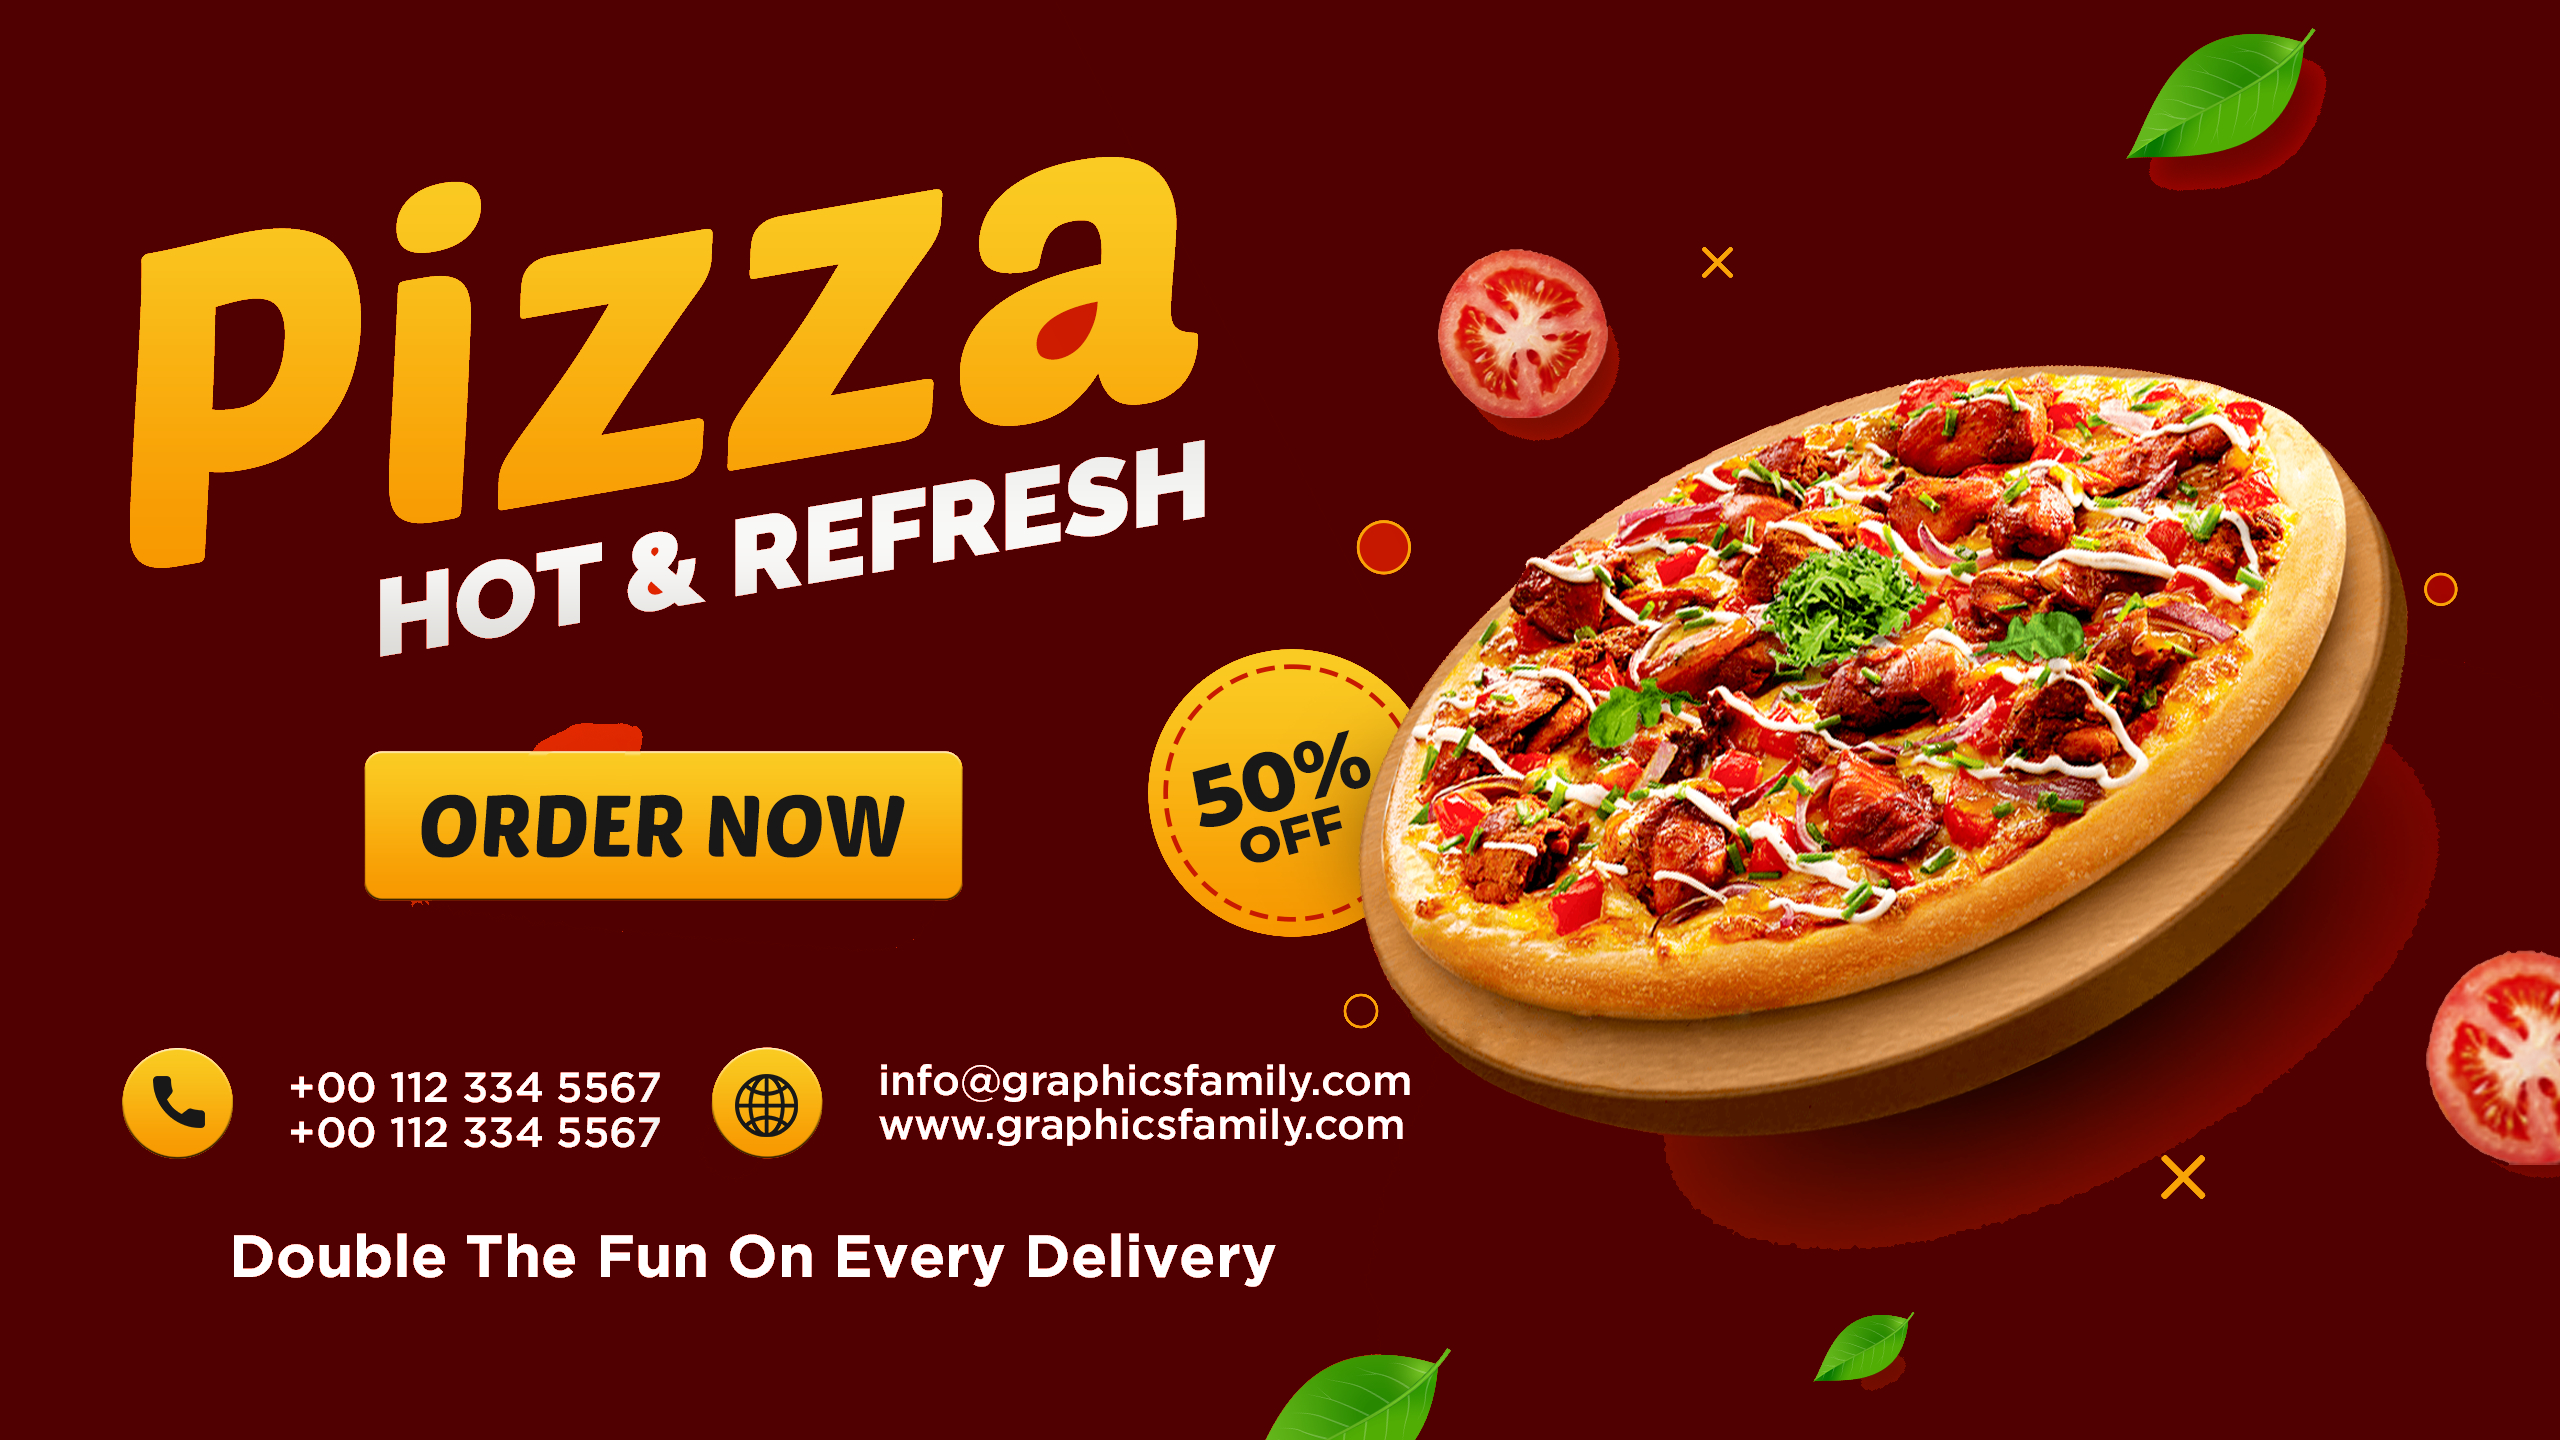 Pizza
HOT & REFRESH
ORDER NOW
50%
OFF
+00 112 334 5567
+00 112 334 5567
info@graphicsfamily.com
www.graphicsfamily.com
Double The Fun On Every Delivery